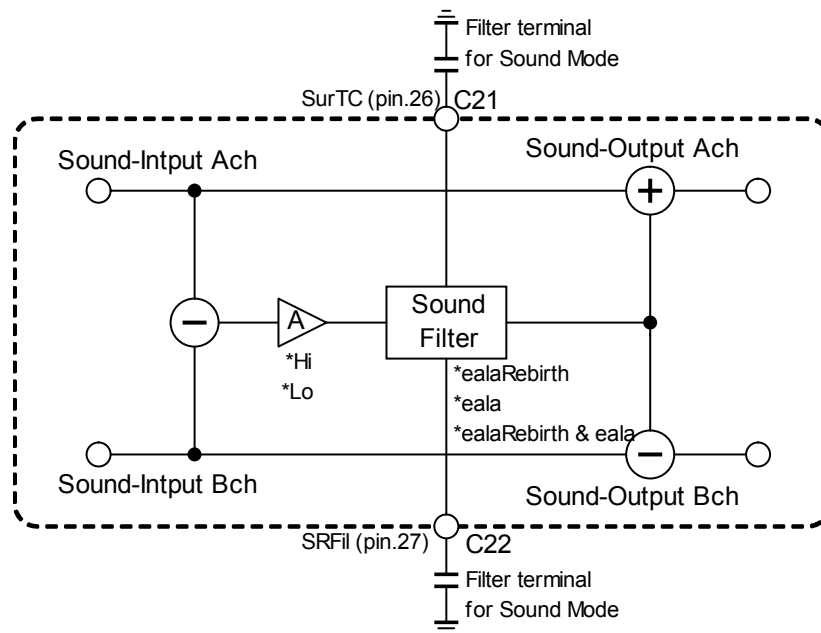 Filter terminal
for Sound Mode
SurTC (pin.26)
C21
Sound-Intput Ach
Sound-Output Ach
+
−
A
*Hi
*Lo
Sound
Filter
*ealaRebirth
*eala
*ealaRebirth & eala
−
Sound-Intput Bch
Sound-Output Bch
SRFil (pin.27)
C22
Filter terminal
for Sound Mode